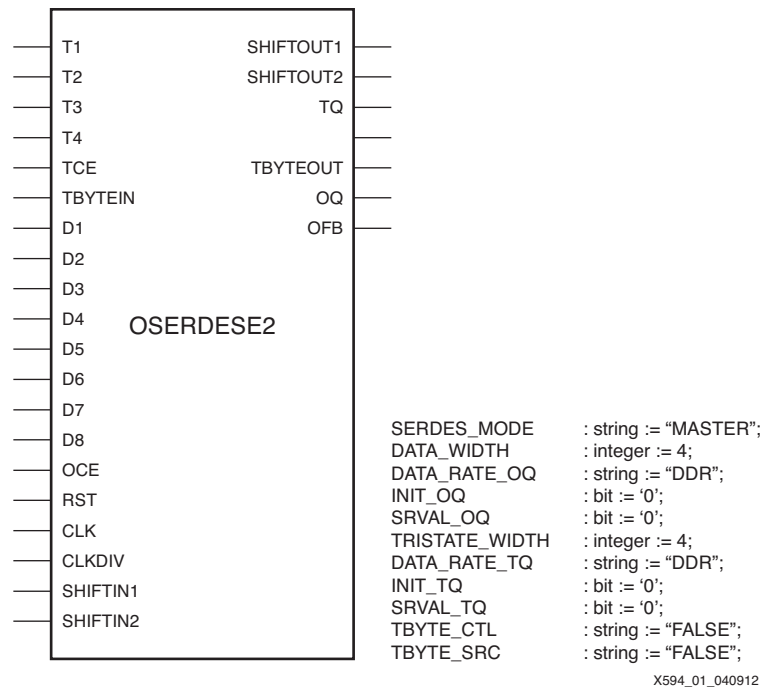 T1 SHIFTOUT1
T2 SHIFTOUT2
T3 TQ
T4
TCE TBYTEOUT
TBYTEIN OQ
D1 OFB
D2
D3
D4
OSERDESE2
D5
D6
D7
D8
OCE
RST
CLK
CLKDIV
SHIFTIN1
SHIFTIN2
SERDES_MODE : string := “MASTER”;
DATA_WIDTH : integer := 4;
DATA_RATE_OQ : string := “DDR”;
INIT_OQ : bit := ‘0’;
SRVAL_OQ : bit := ‘0’;
TRISTATE_WIDTH : integer := 4;
DATA_RATE_TQ : string := “DDR”;
INIT_TQ : bit := ‘0’;
SRVAL_TQ : bit := ‘0’;
TBYTE_CTL : string := “FALSE”;
TBYTE_SRC : string := “FALSE”;
X594_01_040912